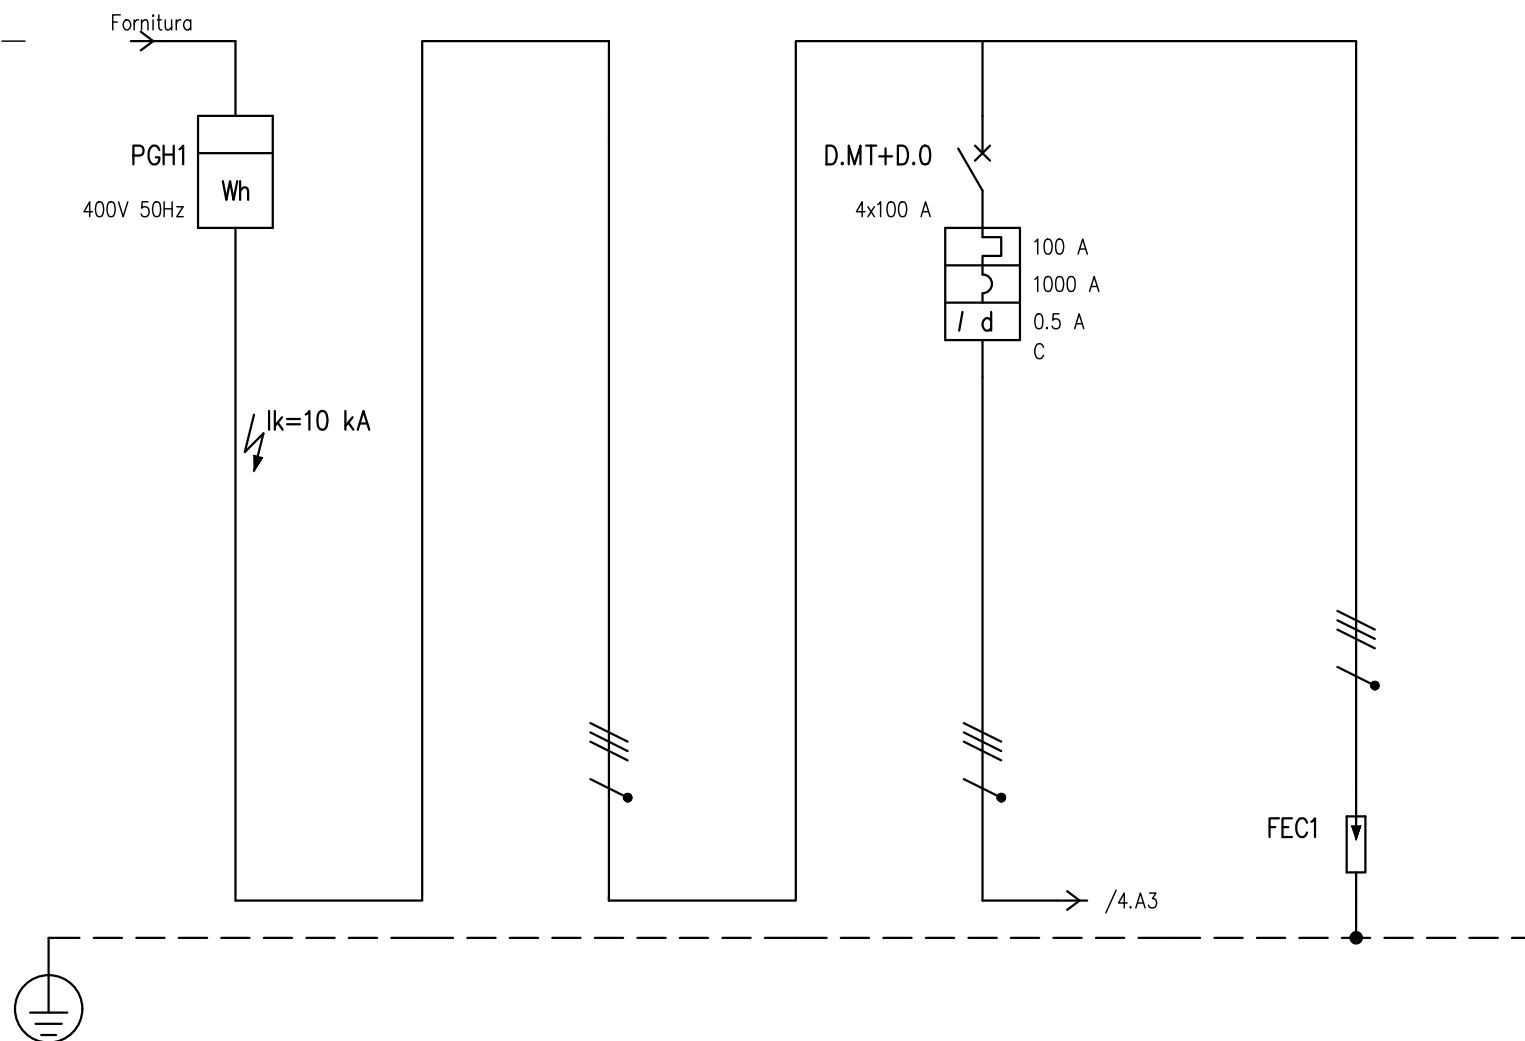 Fornitura
PGH1
Wh
400V 50Hz
D.MT+D.0
4x100 A
100 A
1000 A
I d
0.5 A
C
Ik=10 kA
FEC1
/4.A3